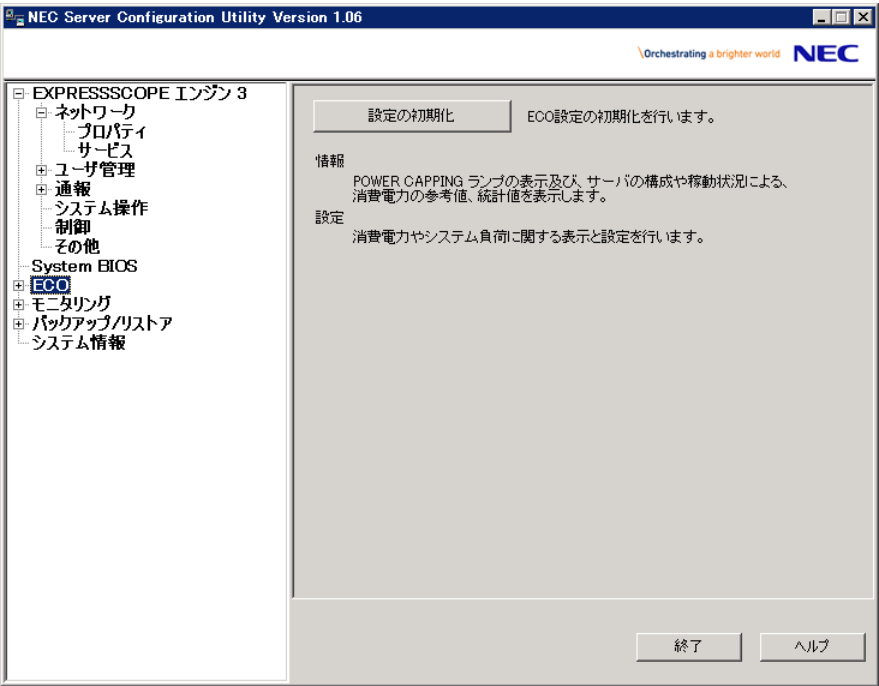 NEC Server Configuration Utility Version 1.06
\Orchestrating a brighter world NEC
EXPRESSSCOPE エンジン 3
ネットワーク
プロパティ
サービス
ユーザ管理
通報
システム操作
制御
その他
System BIOS
ECO
モニタリング
バックアップ/リストア
システム情報
設定の初期化
ECO設定の初期化を行います。
情報
POWER CAPPING ランプの表示及び、サーバの構成や稼動状況による、
消費電力の参考値、統計値を表示します。
設定
消費電力やシステム負荷に関する表示と設定を行います。
終了
ヘルプ